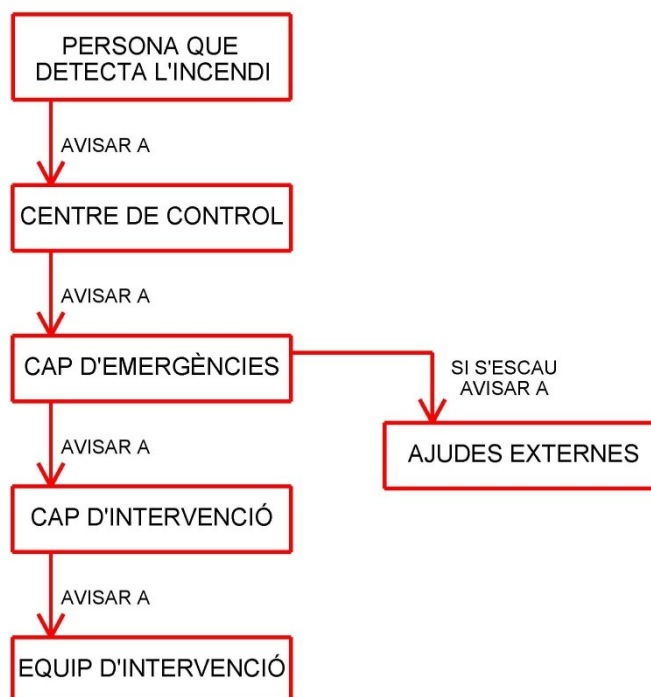 PERSONA QUE
DETECTA L'INCENDI
AVISAR A
CENTRE DE CONTROL
AVISAR A
CAP D'EMERGÈNCIES
SI S'ESCAU
AVISAR A
AJUDES EXTERNES
AVISAR A
CAP D'INTERVENCIÓ
AVISAR A
EQUIP D'INTERVENCIÓ